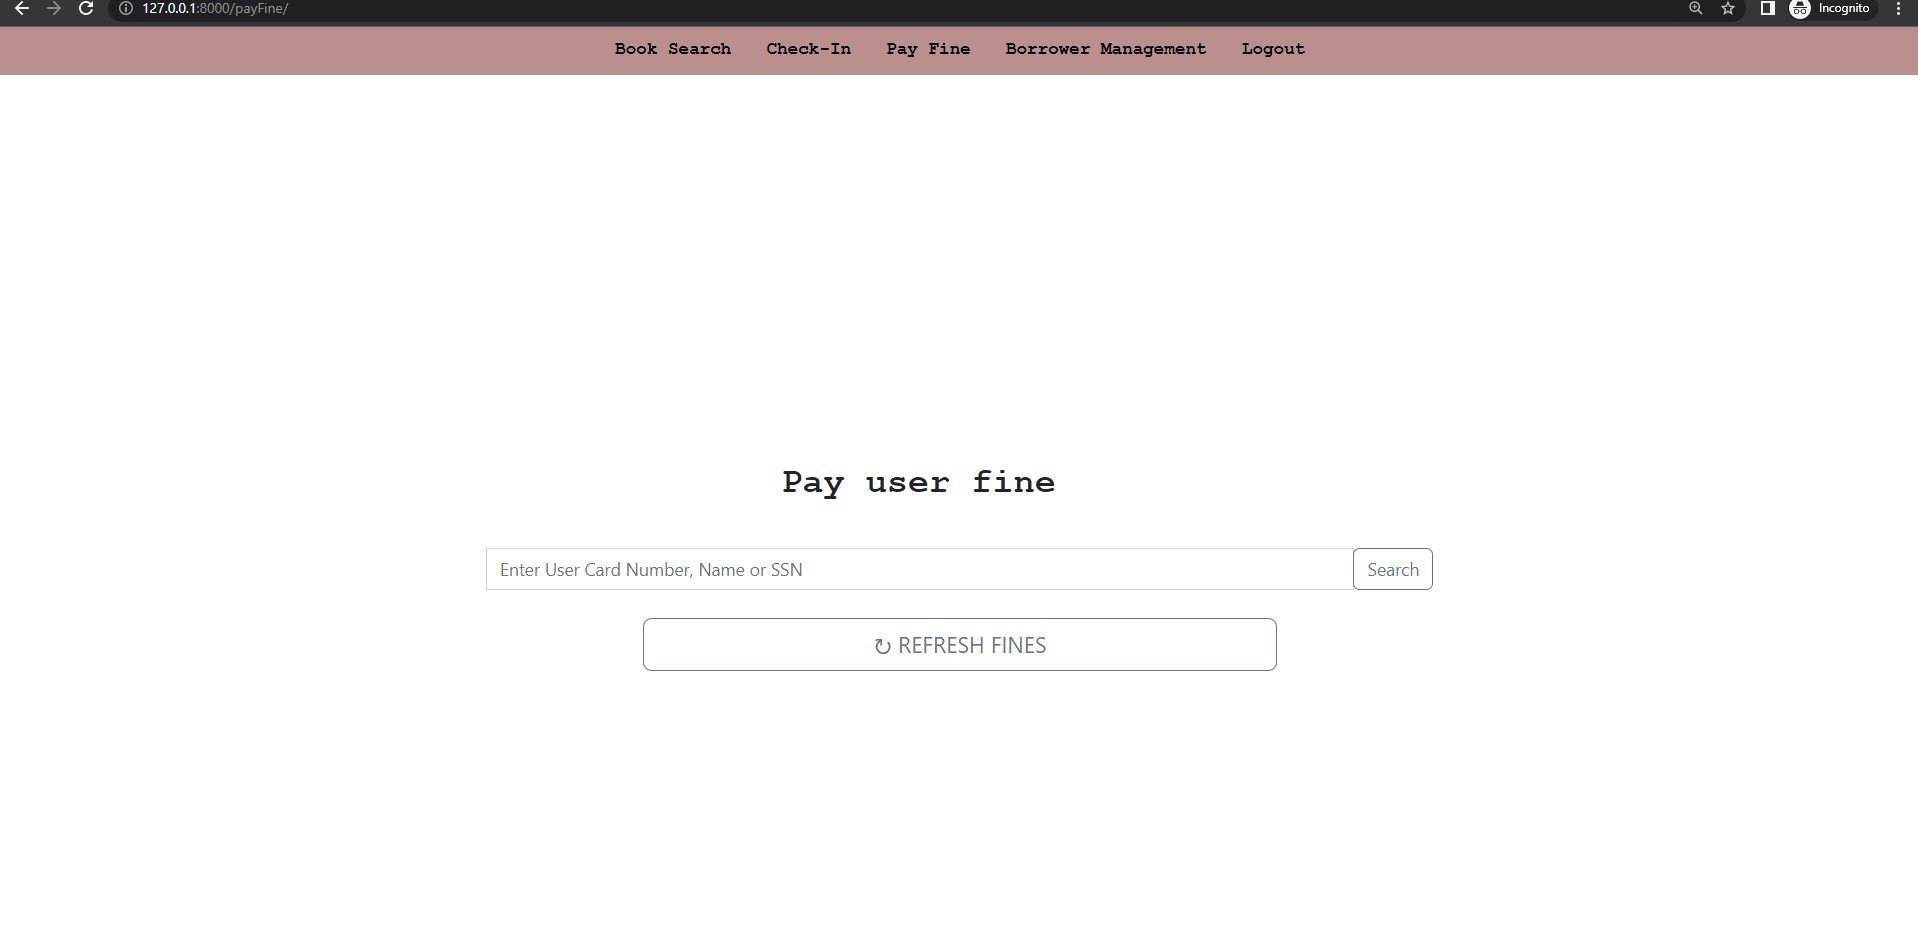 127.0.0.1:8000/payFine/ Incognito
Book Search Check-In Pay Fine Borrower Management Logout
Pay user fine
Enter User Card Number, Name or SSN Search
↻ REFRESH FINES